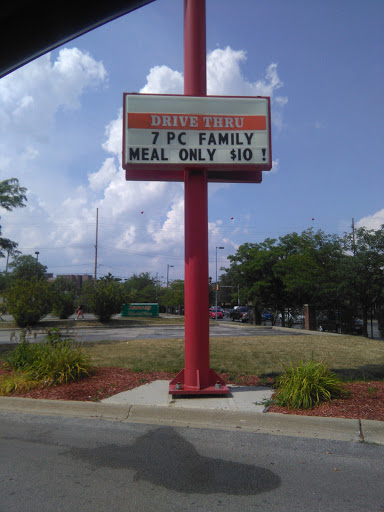 DRIVE THRU
7 PC FAMILY
MEAL ONLY $10 !